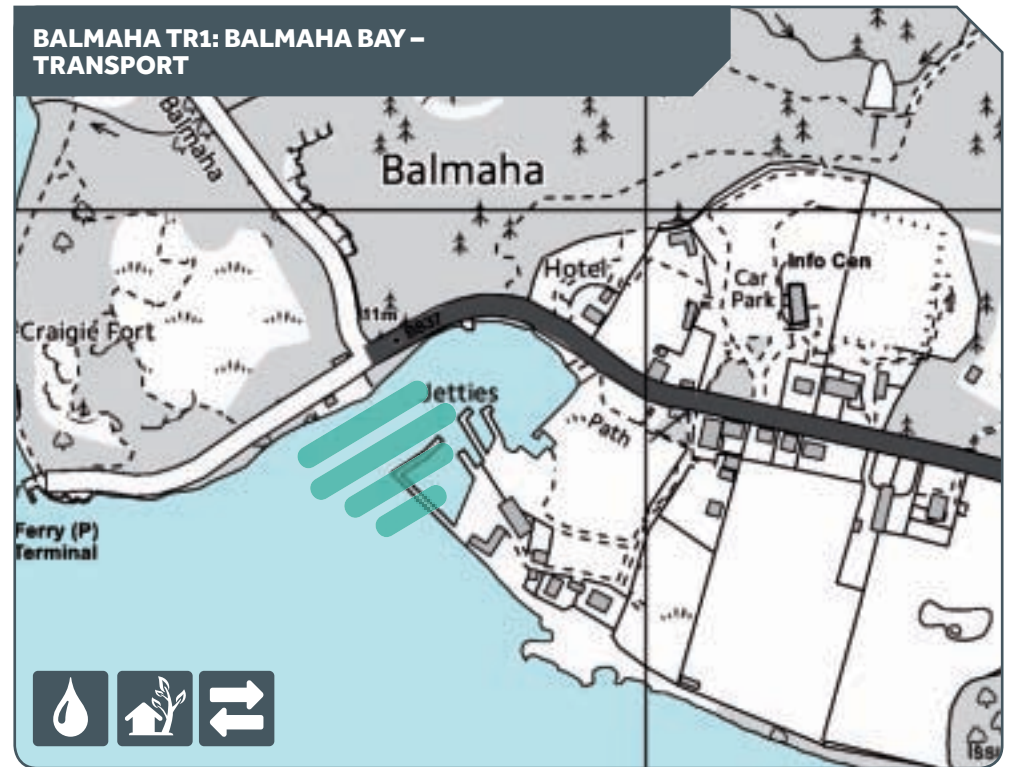 BALMAHA TR1: BALMAHA BAY –
TRANSPORT
Balmaha
Balmaha
Hotel
Info Cen
Car
Park
11m
B837
Craigie Fort
Jetties
Path
Ferry (P)
Terminal